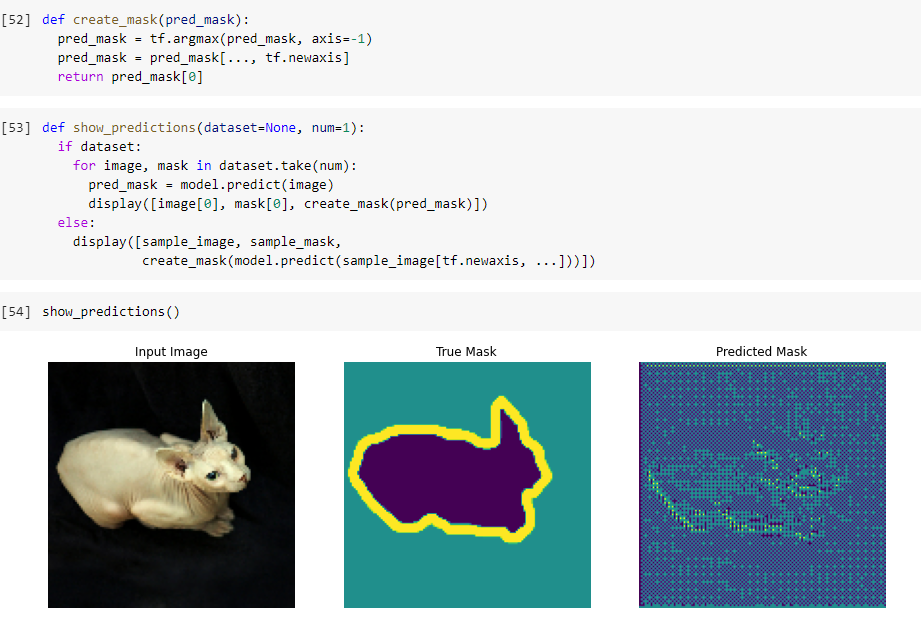 [52] def create_mask(pred_mask):
pred_mask = tf.argmax(pred_mask, axis=-1)
pred_mask = pred_mask[..., tf.newaxis]
return pred_mask[0]
[53] def show_predictions(dataset=None, num=1):
if dataset:
for image, mask in dataset.take(num):
pred_mask = model.predict(image)
display([image[0], mask[0], create_mask(pred_mask)])
else:
display([sample_image, sample_mask,
create_mask(model.predict(sample_image[tf.newaxis, ...]))])
[54] show_predictions()
Input Image True Mask Predicted Mask